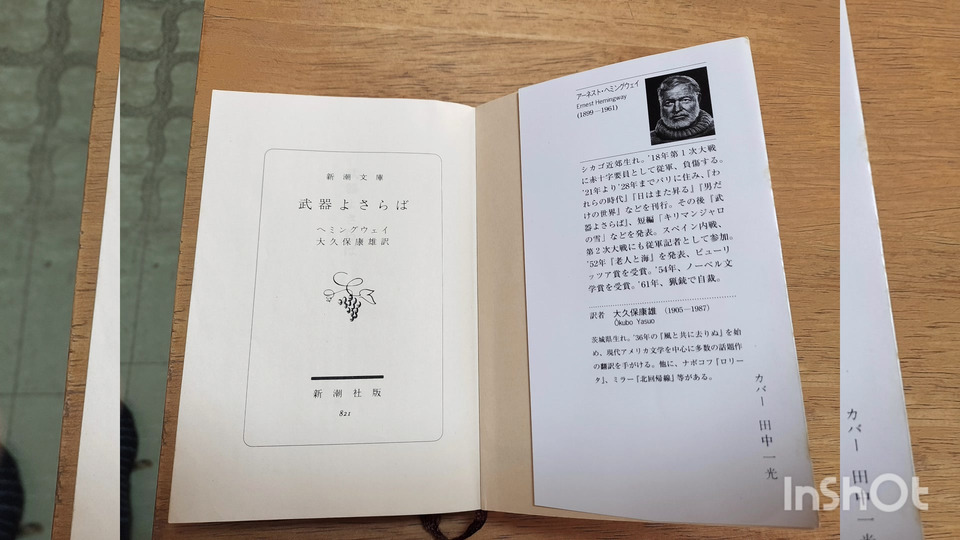 新潮文庫
武器よさらば
ヘミングウェイ
大久保康雄訳
新潮社版
821
アーネスト・ヘミングウェイ
Ernest Hemingway
(1899―1961)
シカゴ近郊生れ。'18年第1次大戦
に赤十字要員として従軍、負傷する。
'21年より'28年までパリに住み、『わ
れらの時代』『日はまた昇る』『男だ
けの世界』などを刊行。その後『武
器よさらば』、短編「キリマンジャロ
の雪」などを発表。スペイン内戦、
第2次大戦にも従軍記者として参加。
'52年『老人と海』を発表、ピューリ
ッツア賞を受賞。'54年、ノーベル文
学賞を受賞。'61年、猟銃で自裁。
訳者 大久保康雄 (1905―1987)
Ōkubo Yasuo
茨城県生れ。'36年の『風と共に去りぬ』を始
め、現代アメリカ文学を中心に多数の話題作
の翻訳を手がける。他に、ナボコフ『ロリー
タ』、ミラー『北回帰線』等がある。
カバー 田中一光
カバー 田中一光
InShOt